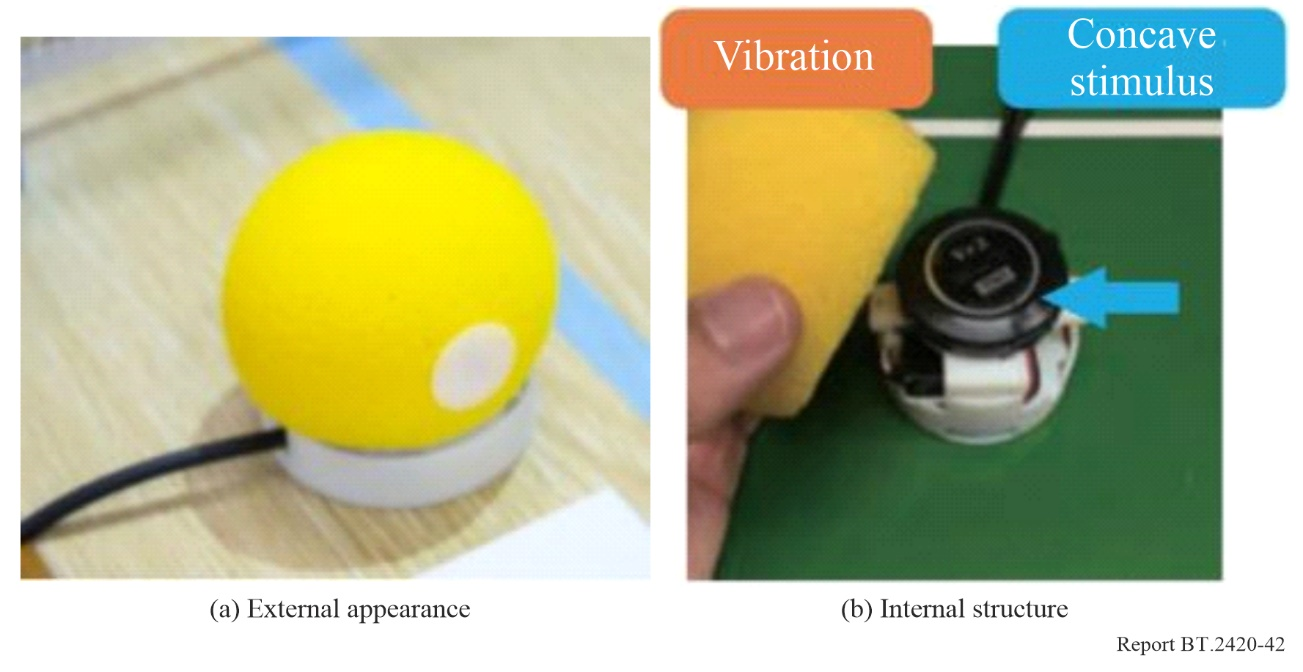 Vibration
Concave
stimulus
(a) External appearance
(b) Internal structure
Report BT.2420-42